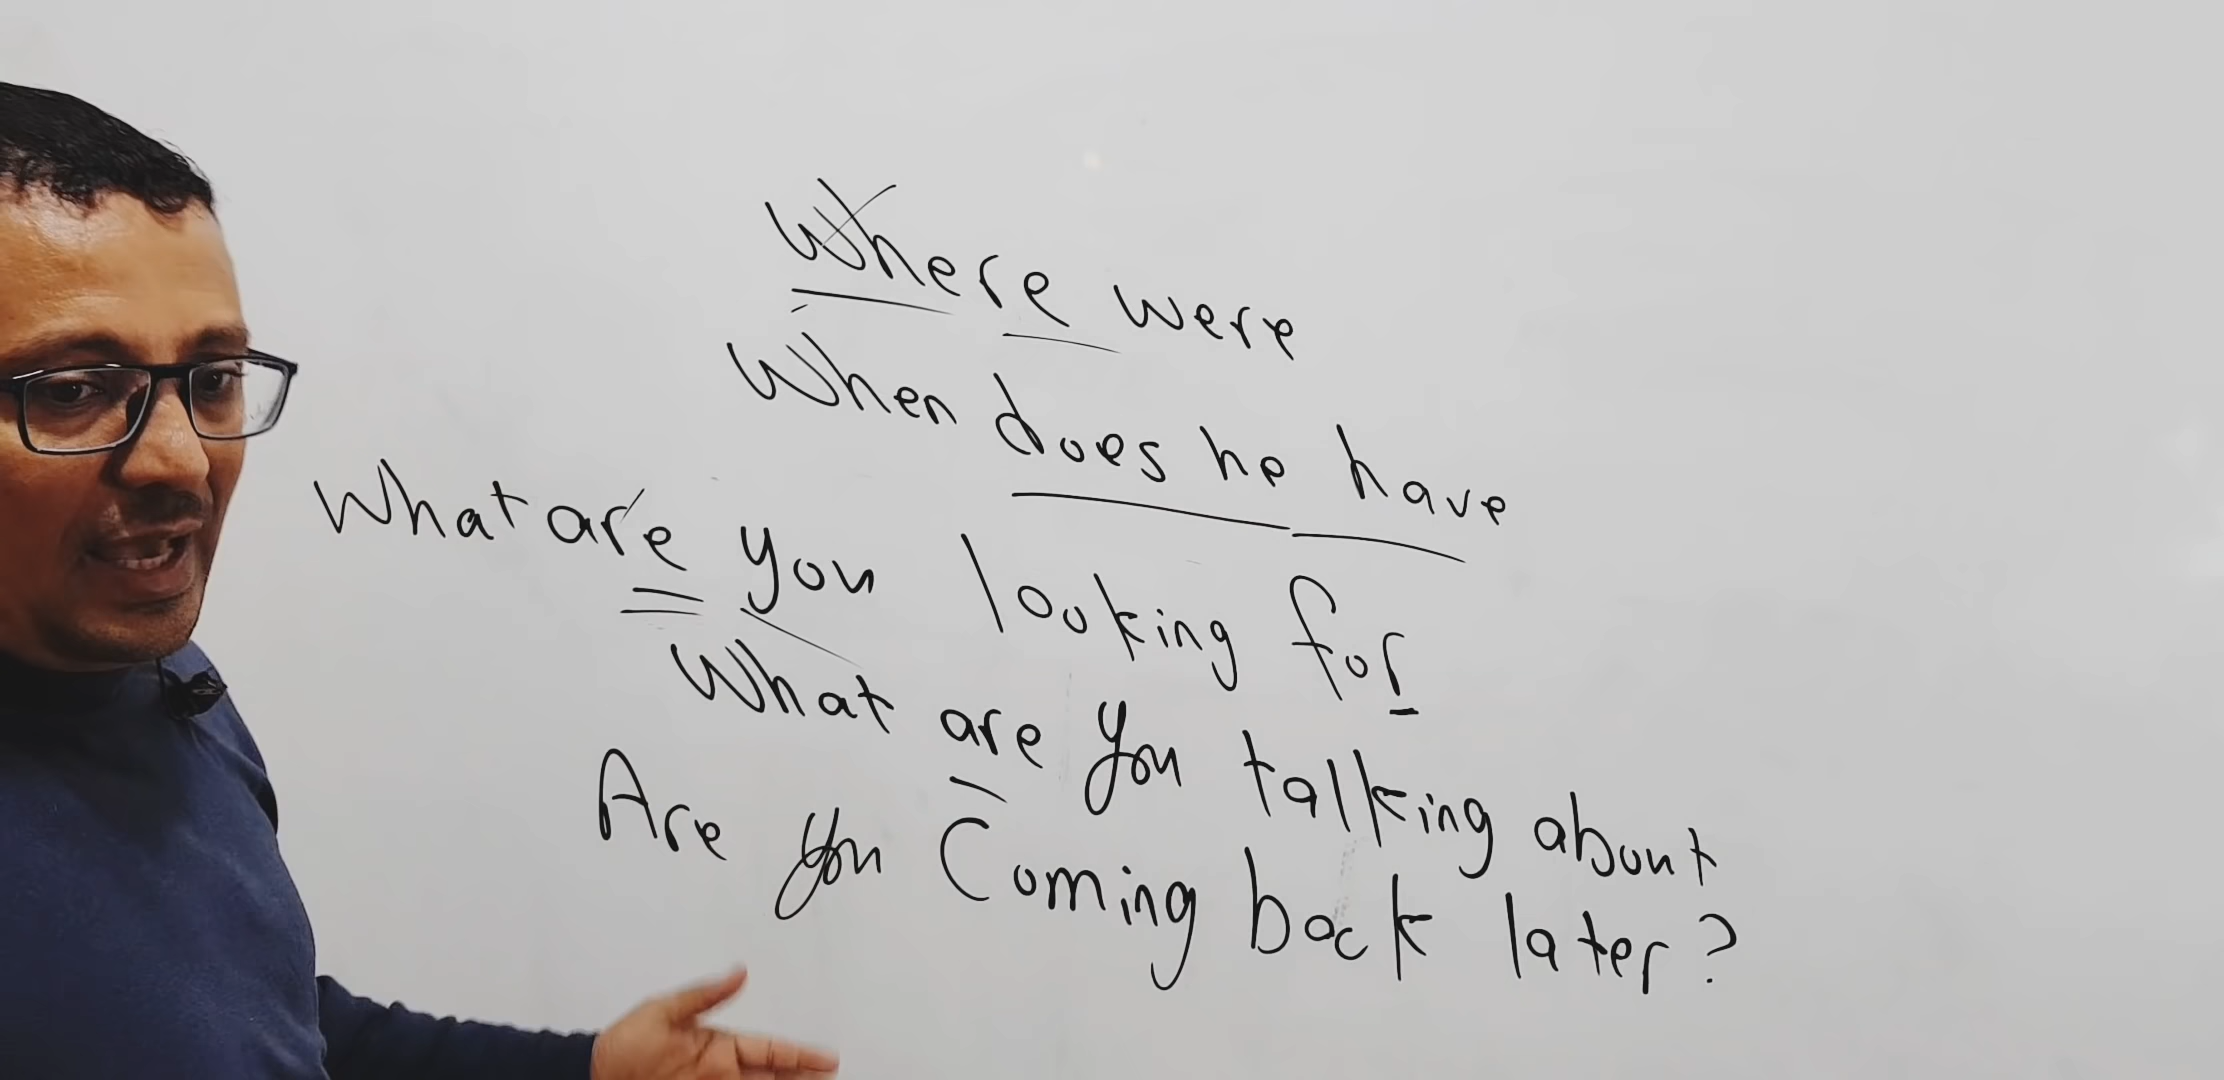 Where were
When does he have
What are you looking for
What are you talking about
Are you Coming back later?